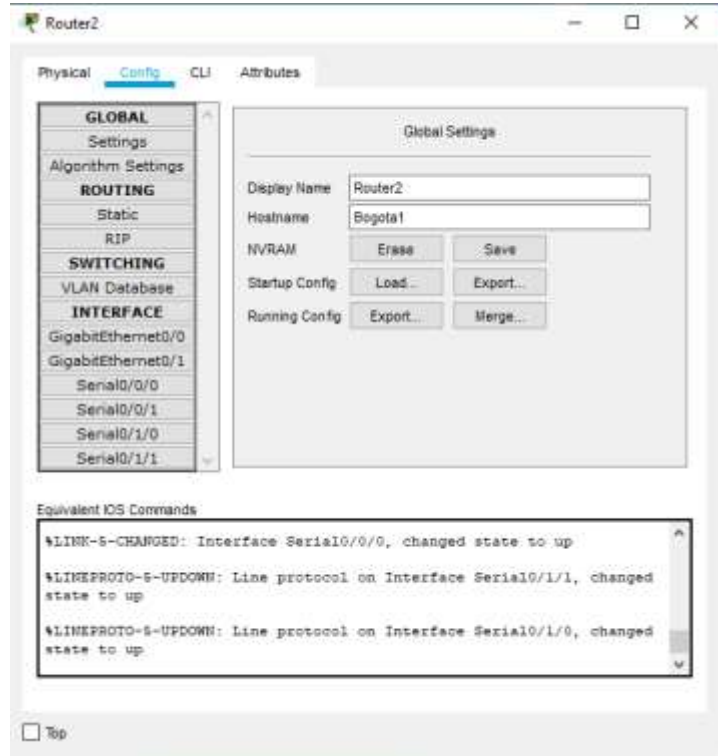 Router2
Physical Config CLI Attributes
GLOBAL
Settings
Algorithm Settings
ROUTING
Static
RIP
SWITCHING
VLAN Database
INTERFACE
GigabitEthernet0/0
GigabitEthernet0/1
Serial0/0/0
Serial0/0/1
Serial0/1/0
Serial0/1/1
Global Settings
Display Name Router2
Hostname Bogota1
NVRAM Erase Save
Startup Config Load... Export...
Running Config Export... Merge...
Equivalent IOS Commands
%LINK-5-CHANGED: Interface Serial0/0/0, changed state to up
%LINEPROTO-5-UPDOWN: Line protocol on Interface Serial0/1/1, changed
state to up
%LINEPROTO-5-UPDOWN: Line protocol on Interface Serial0/1/0, changed
state to up
Top